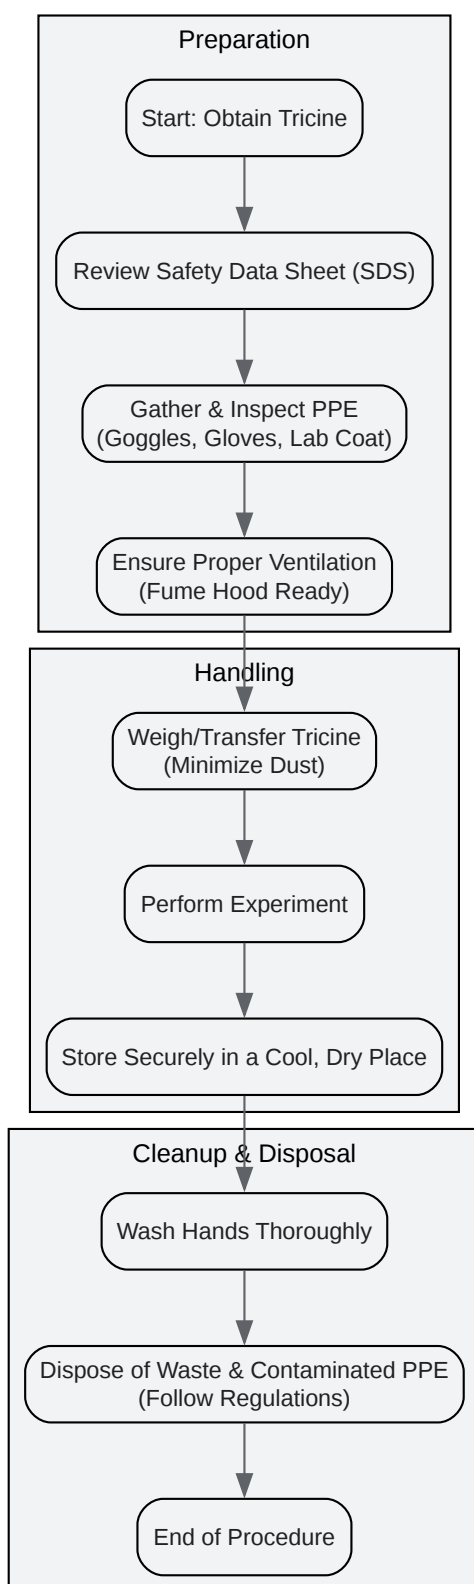 Preparation
Start: Obtain Tricine
Review Safety Data Sheet (SDS)
Gather & Inspect PPE
(Goggles, Gloves, Lab Coat)
Ensure Proper Ventilation
(Fume Hood Ready)
Handling
Weigh/Transfer Tricine
(Minimize Dust)
Perform Experiment
Store Securely in a Cool, Dry Place
Cleanup & Disposal
Wash Hands Thoroughly
Dispose of Waste & Contaminated PPE
(Follow Regulations)
End of Procedure